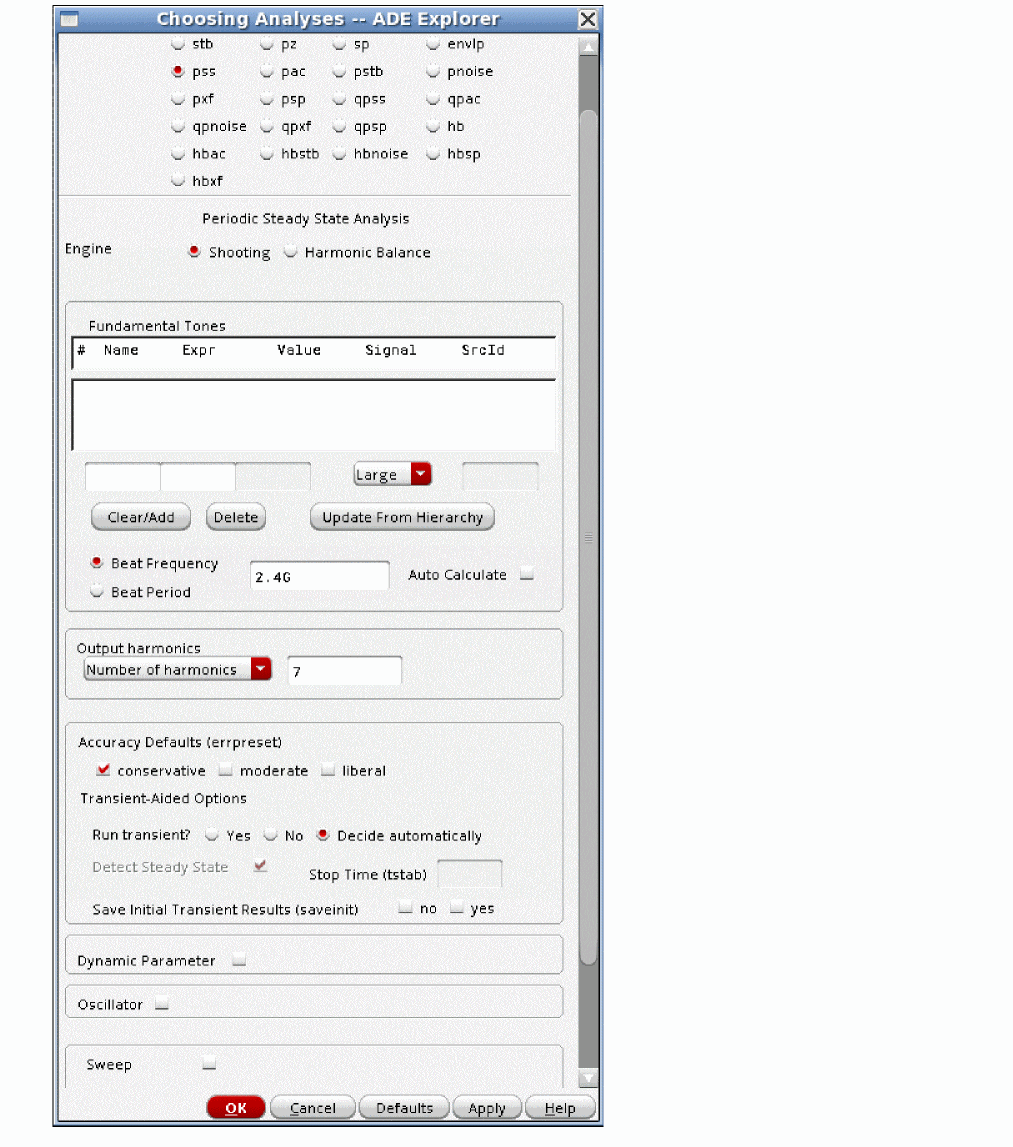 Choosing Analyses -- ADE Explorer
stb pz sp envlp
pss pac pstb pnoise
pxf psp qpss qpac
qpnoise qpxf qpsp hb
hbac hbstb hbnoise hbsp
hbxf
Periodic Steady State Analysis
Engine Shooting Harmonic Balance
Fundamental Tones
# Name Expr Value Signal SrcId
Large
Clear/Add Delete Update From Hierarchy
Beat Frequency 2.4G Auto Calculate
Beat Period
Output harmonics
Number of harmonics 7
Accuracy Defaults (errpreset)
conservative moderate liberal
Transient-Aided Options
Run transient? Yes No Decide automatically
Detect Steady State Stop Time (tstab)
Save Initial Transient Results (saveinit) no yes
Dynamic Parameter
Oscillator
Sweep
OK Cancel Defaults Apply Help